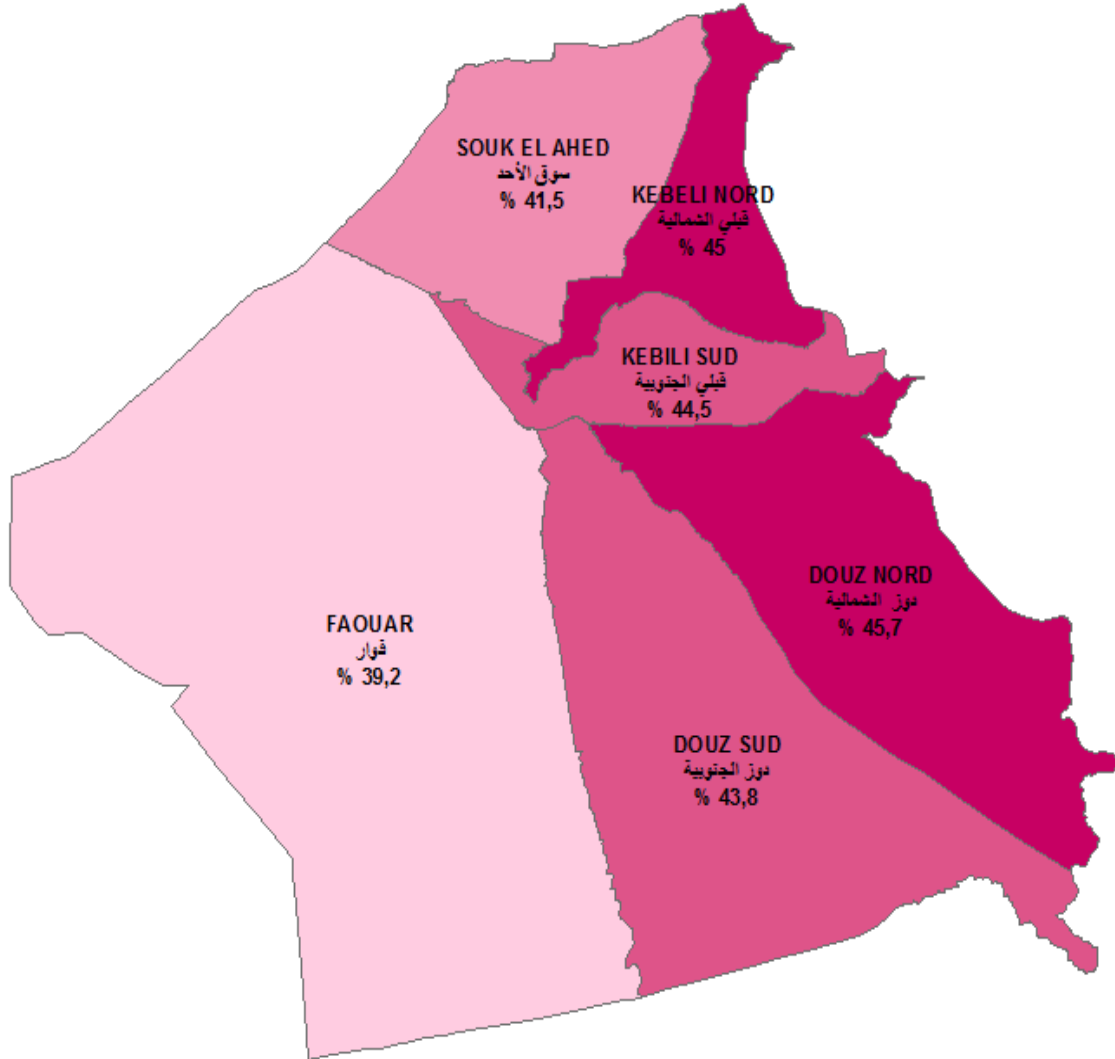 SOUK EL AHED
سوق الأحد
% 41,5
KEBELI NORD
قبلي الشمالية
% 45
KEBILI SUD
قبلي الجنوبية
% 44,5
DOUZ NORD
دوز الشمالية
% 45,7
FAOUAR
فوار
% 39,2
DOUZ SUD
دوز الجنوبية
% 43,8